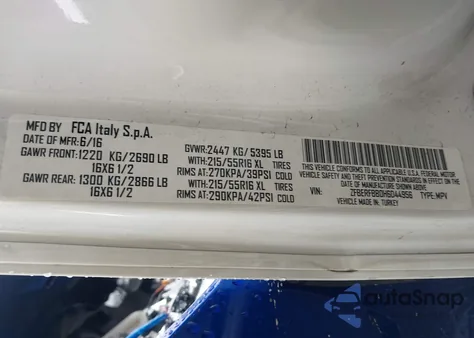 MFD BY FCA Italy S.p.A.
DATE OF MFR: 6/16 GVWR: 2447 KG/ 5395 LB
GAWR FRONT: 1220 KG/2690 LB WITH: 215/55R16 XL TIRES
16X6 1/2 RIMS AT: 270KPA/39PSI COLD
GAWR REAR: 1300 KG/2866 LB WITH: 215/55R16 XL TIRES
16X6 1/2 RIMS AT: 290KPA/42PSI COLD
THIS VEHICLE CONFORMS TO ALL APPLICABLE U.S.A. FEDERAL MOTOR
VEHICLE SAFETY, BUMPER, AND THEFT PREVENTION STANDARDS IN EFFECT ON THE
DATE OF MANUFACTURE SHOWN ABOVE.
VIN: TYPE: MPV
VEHICLE MADE IN: TURKEY
autoSnap